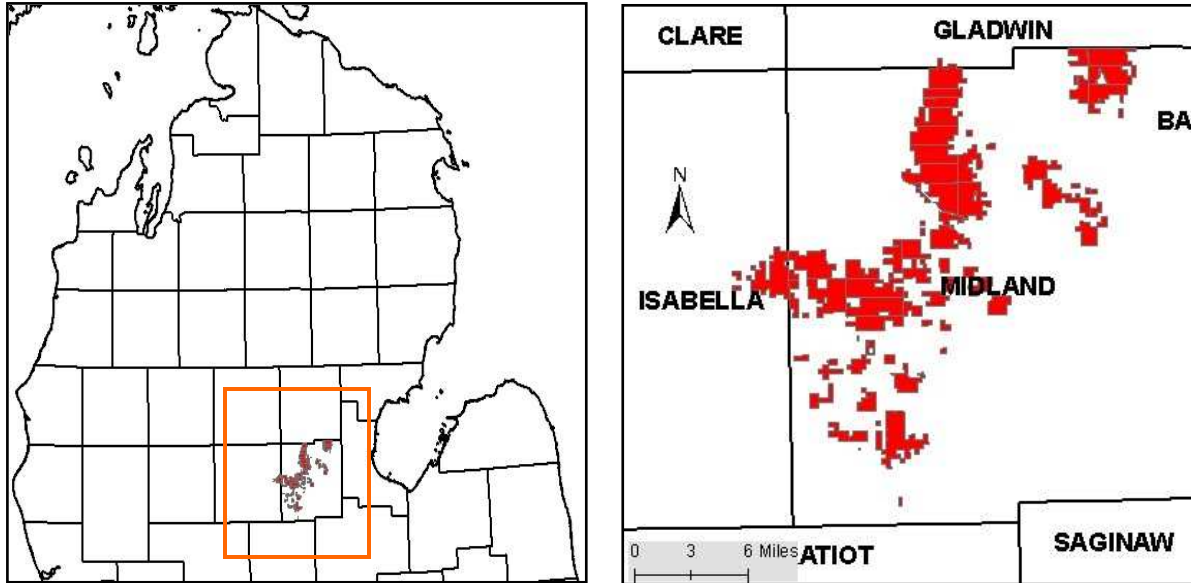 CLARE
GLADWIN
BA
N
ISABELLA
MIDLAND
0 3 6 Miles
ATIOT
SAGINAW